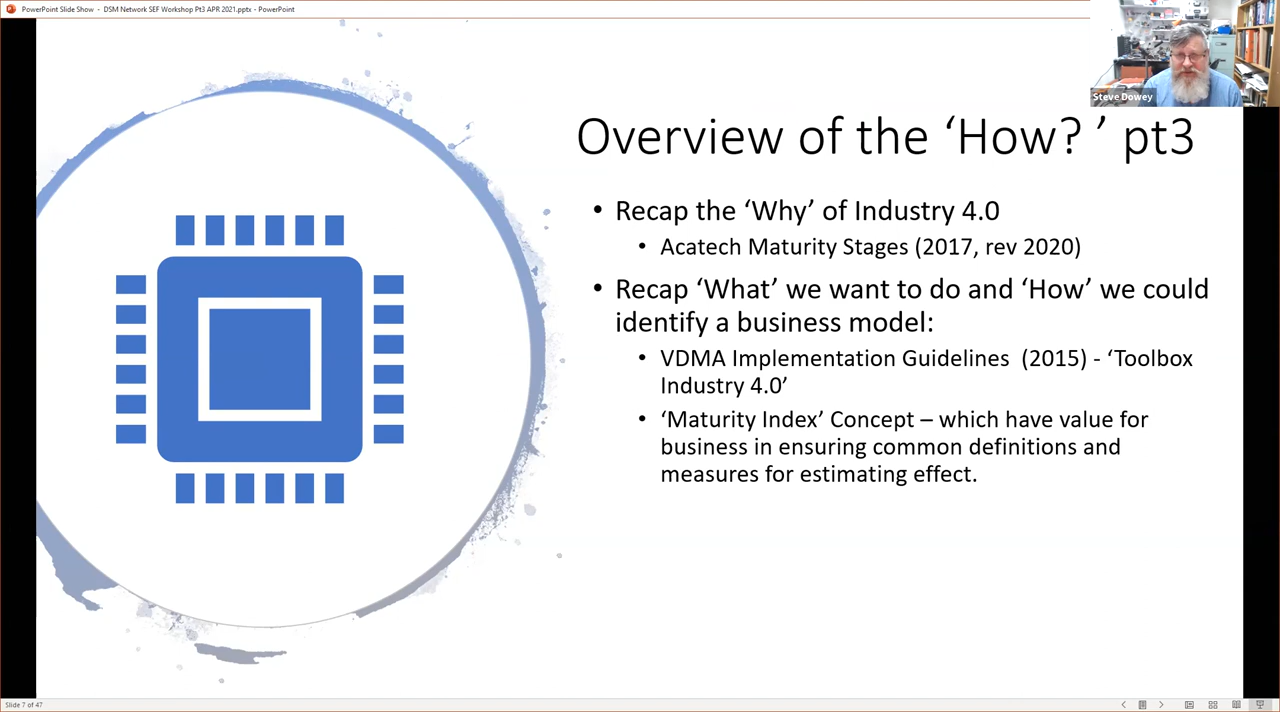 PowerPoint Slide Show - DSM Network SEF Workshop Pt3 APR 2021.pptx - PowerPoint
Steve Dowey
Overview of the ‘How? ’ pt3
• Recap the ‘Why’ of Industry 4.0
• Acatech Maturity Stages (2017, rev 2020)
• Recap ‘What’ we want to do and ‘How’ we could
identify a business model:
• VDMA Implementation Guidelines (2015) - ‘Toolbox
Industry 4.0’
• ‘Maturity Index’ Concept – which have value for
business in ensuring common definitions and
measures for estimating effect.
Slide 7 of 47